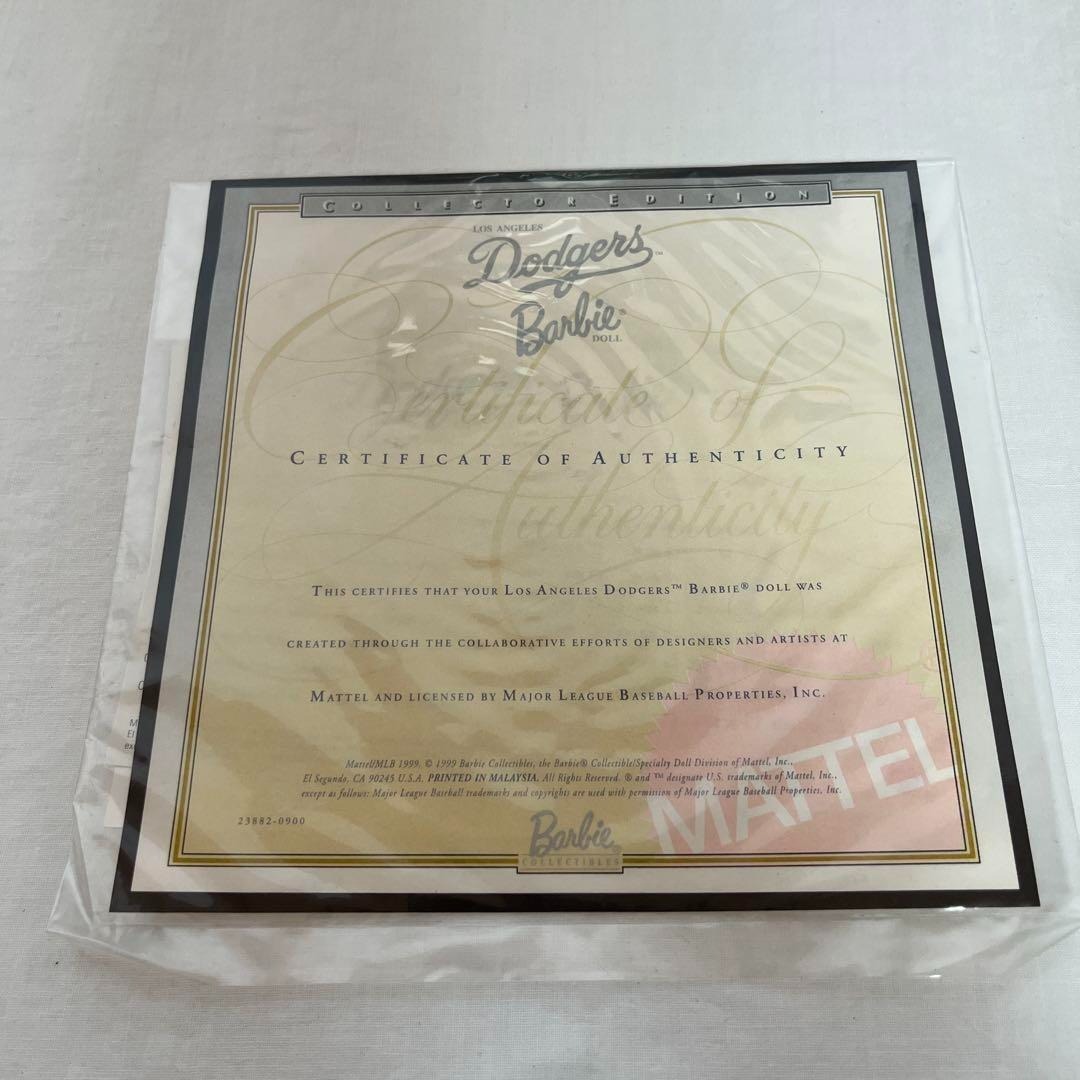 COLLECTOR EDITION
LOS ANGELES
Dodgers™
Barbie®
DOLL
Certificate of
CERTIFICATE OF AUTHENTICITY
Authenticity
THIS CERTIFIES THAT YOUR LOS ANGELES DODGERS™ BARBIE® DOLL WAS
CREATED THROUGH THE COLLABORATIVE EFFORTS OF DESIGNERS AND ARTISTS AT
MATTEL AND LICENSED BY MAJOR LEAGUE BASEBALL PROPERTIES, INC.
Mattel/MLB 1999. © 1999 Barbie Collectibles, the Barbie® Collectible/Specialty Doll Division of Mattel, Inc.,
El Segundo, CA 90245 U.S.A. PRINTED IN MALAYSIA. All Rights Reserved. ® and ™ designate U.S. trademarks of Mattel, Inc.,
except as follows: Major League Baseball trademarks and copyrights are used with permission of Major League Baseball Properties, Inc.
MATTEL
23882-0900
Barbie®
COLLECTIBLES